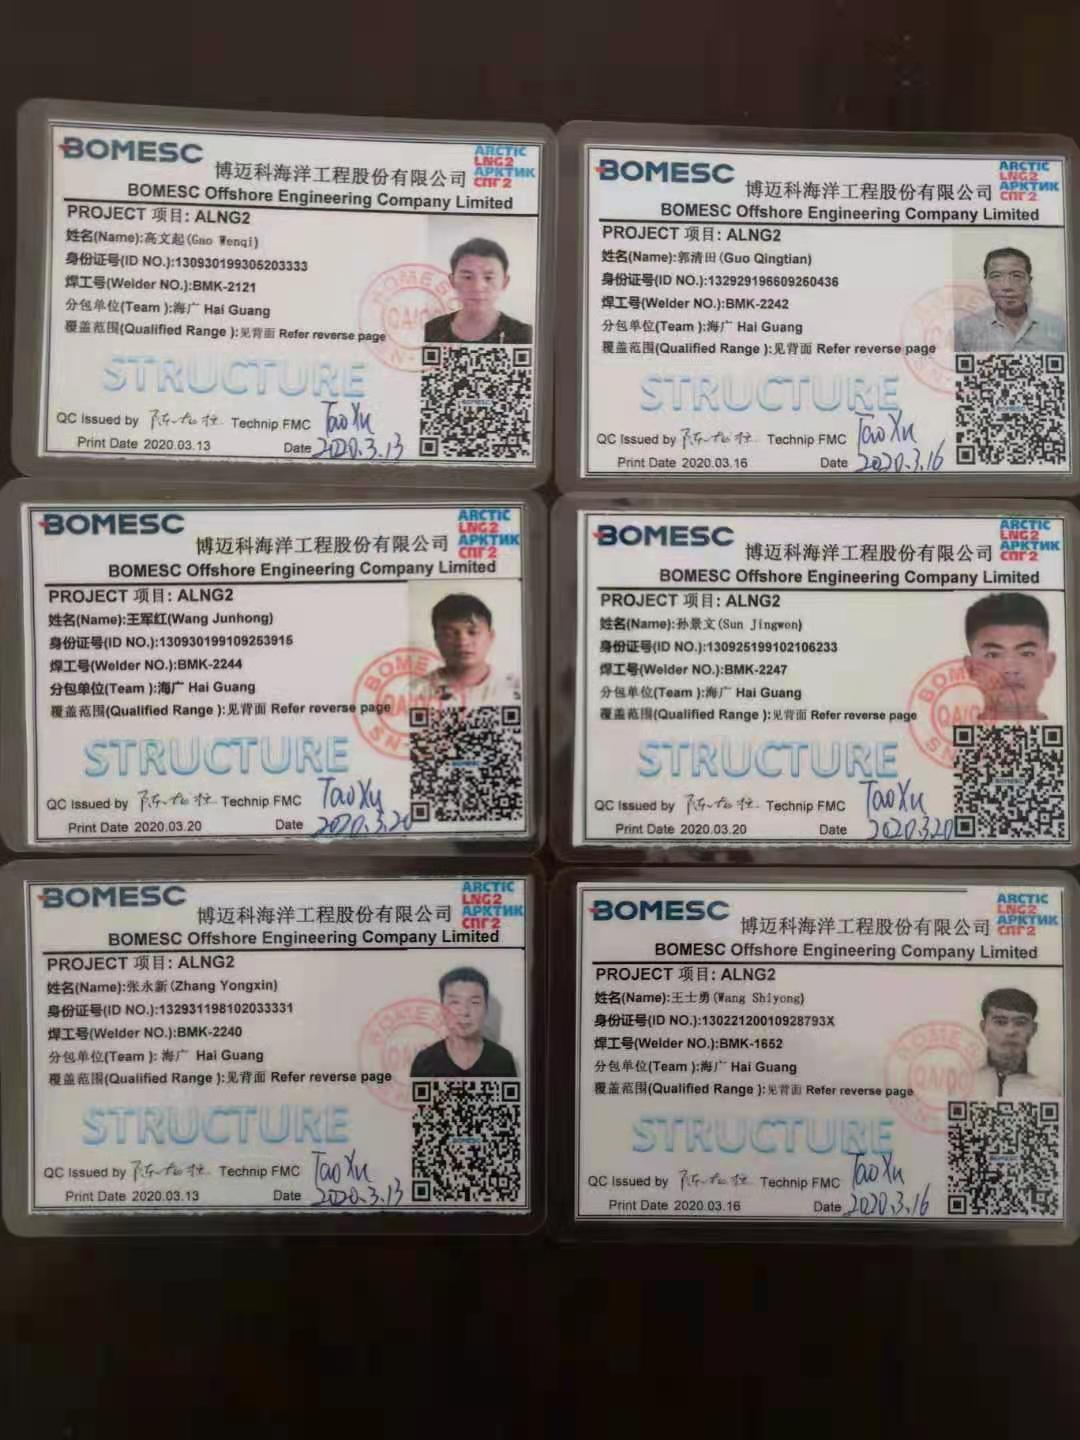 BOMESC
ARCTIC
LNG2
АРКТИК
СПГ2
博迈科海洋工程股份有限公司
BOMESC Offshore Engineering Company Limited
PROJECT 项目: ALNG2
姓名(Name):高文起(Gao Wenqi)
身份证号(ID NO.):130930199305203333
焊工号(Welder NO.):BMK-2121
分包单位(Team ):海广 Hai Guang
覆盖范围(Qualified Range ):见背面 Refer reverse page
STRUCTURE
QC Issued by Technip FMC Tao Xu
Print Date 2020.03.13 Date 2020.3.13
BOMESC
ARCTIC
LNG2
АРКТИК
СПГ2
博迈科海洋工程股份有限公司
BOMESC Offshore Engineering Company Limited
PROJECT 项目: ALNG2
姓名(Name):郭清田(Guo Qingtian)
身份证号(ID NO.):132929196609260436
焊工号(Welder NO.):BMK-2242
分包单位(Team ):海广 Hai Guang
覆盖范围(Qualified Range ):见背面 Refer reverse page
STRUCTURE
QC Issued by Technip FMC Tao Xu
Print Date 2020.03.16 Date 2020.3.16
BOMESC
ARCTIC
LNG2
АРКТИК
СПГ2
博迈科海洋工程股份有限公司
BOMESC Offshore Engineering Company Limited
PROJECT 项目: ALNG2
姓名(Name):王军红(Wang Junhong)
身份证号(ID NO.):130930199109263915
焊工号(Welder NO.):BMK-2244
分包单位(Team ):海广 Hai Guang
覆盖范围(Qualified Range ):见背面 Refer reverse page
STRUCTURE
QC Issued by Technip FMC Tao Xu
Print Date 2020.03.20 Date 2020.3.20
BOMESC
ARCTIC
LNG2
АРКТИК
СПГ2
博迈科海洋工程股份有限公司
BOMESC Offshore Engineering Company Limited
PROJECT 项目: ALNG2
姓名(Name):孙景文(Sun Jingwen)
身份证号(ID NO.):130925199102106233
焊工号(Welder NO.):BMK-2247
分包单位(Team ):海广 Hai Guang
覆盖范围(Qualified Range ):见背面 Refer reverse page
STRUCTURE
QC Issued by Technip FMC Tao Xu
Print Date 2020.03.20 Date 2020.3.20
BOMESC
ARCTIC
LNG2
АРКТИК
СПГ2
博迈科海洋工程股份有限公司
BOMESC Offshore Engineering Company Limited
PROJECT 项目: ALNG2
姓名(Name):张永新(Zhang Yongxin)
身份证号(ID NO.):132931198102033331
焊工号(Welder NO.):BMK-2240
分包单位(Team ): 海广 Hai Guang
覆盖范围(Qualified Range ):见背面 Refer reverse page
STRUCTURE
QC Issued by Technip FMC Tao Xu
Print Date 2020.03.13 Date 2020.3.13
BOMESC
ARCTIC
LNG2
АРКТИК
СПГ2
博迈科海洋工程股份有限公司
BOMESC Offshore Engineering Company Limited
PROJECT 项目: ALNG2
姓名(Name):王士勇(Wang Shiyong)
身份证号(ID NO.):13022120010928793X
焊工号(Welder NO.):BMK-1652
分包单位(Team ):海广 Hai Guang
覆盖范围(Qualified Range ):见背面 Refer reverse page
STRUCTURE
QC Issued by Technip FMC Tao Xu
Print Date 2020.03.16 Date 2020.3.16